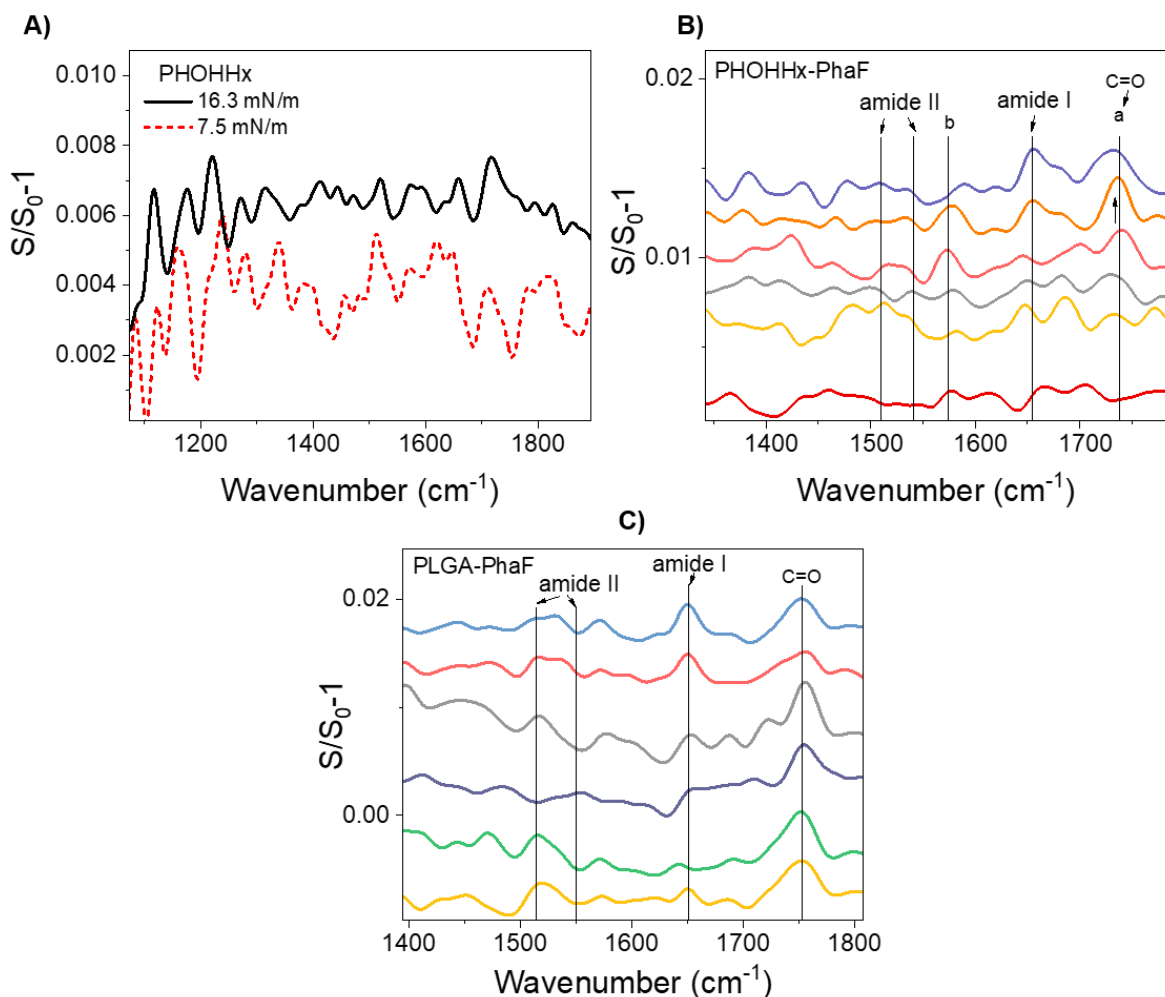 A)
PHOHHx
16.3 mN/m
7.5 mN/m
0.010
0.008
0.006
0.004
0.002
S/S₀-1
1200 1400 1600 1800
Wavenumber (cm⁻¹)
B)
PHOHHx-PhaF
amide II
b
amide I
C=O
a
0.02
0.01
S/S₀-1
1400 1500 1600 1700
Wavenumber (cm⁻¹)
C)
PLGA-PhaF
amide II
amide I
C=O
0.02
0.00
S/S₀-1
1400 1500 1600 1700 1800
Wavenumber (cm⁻¹)